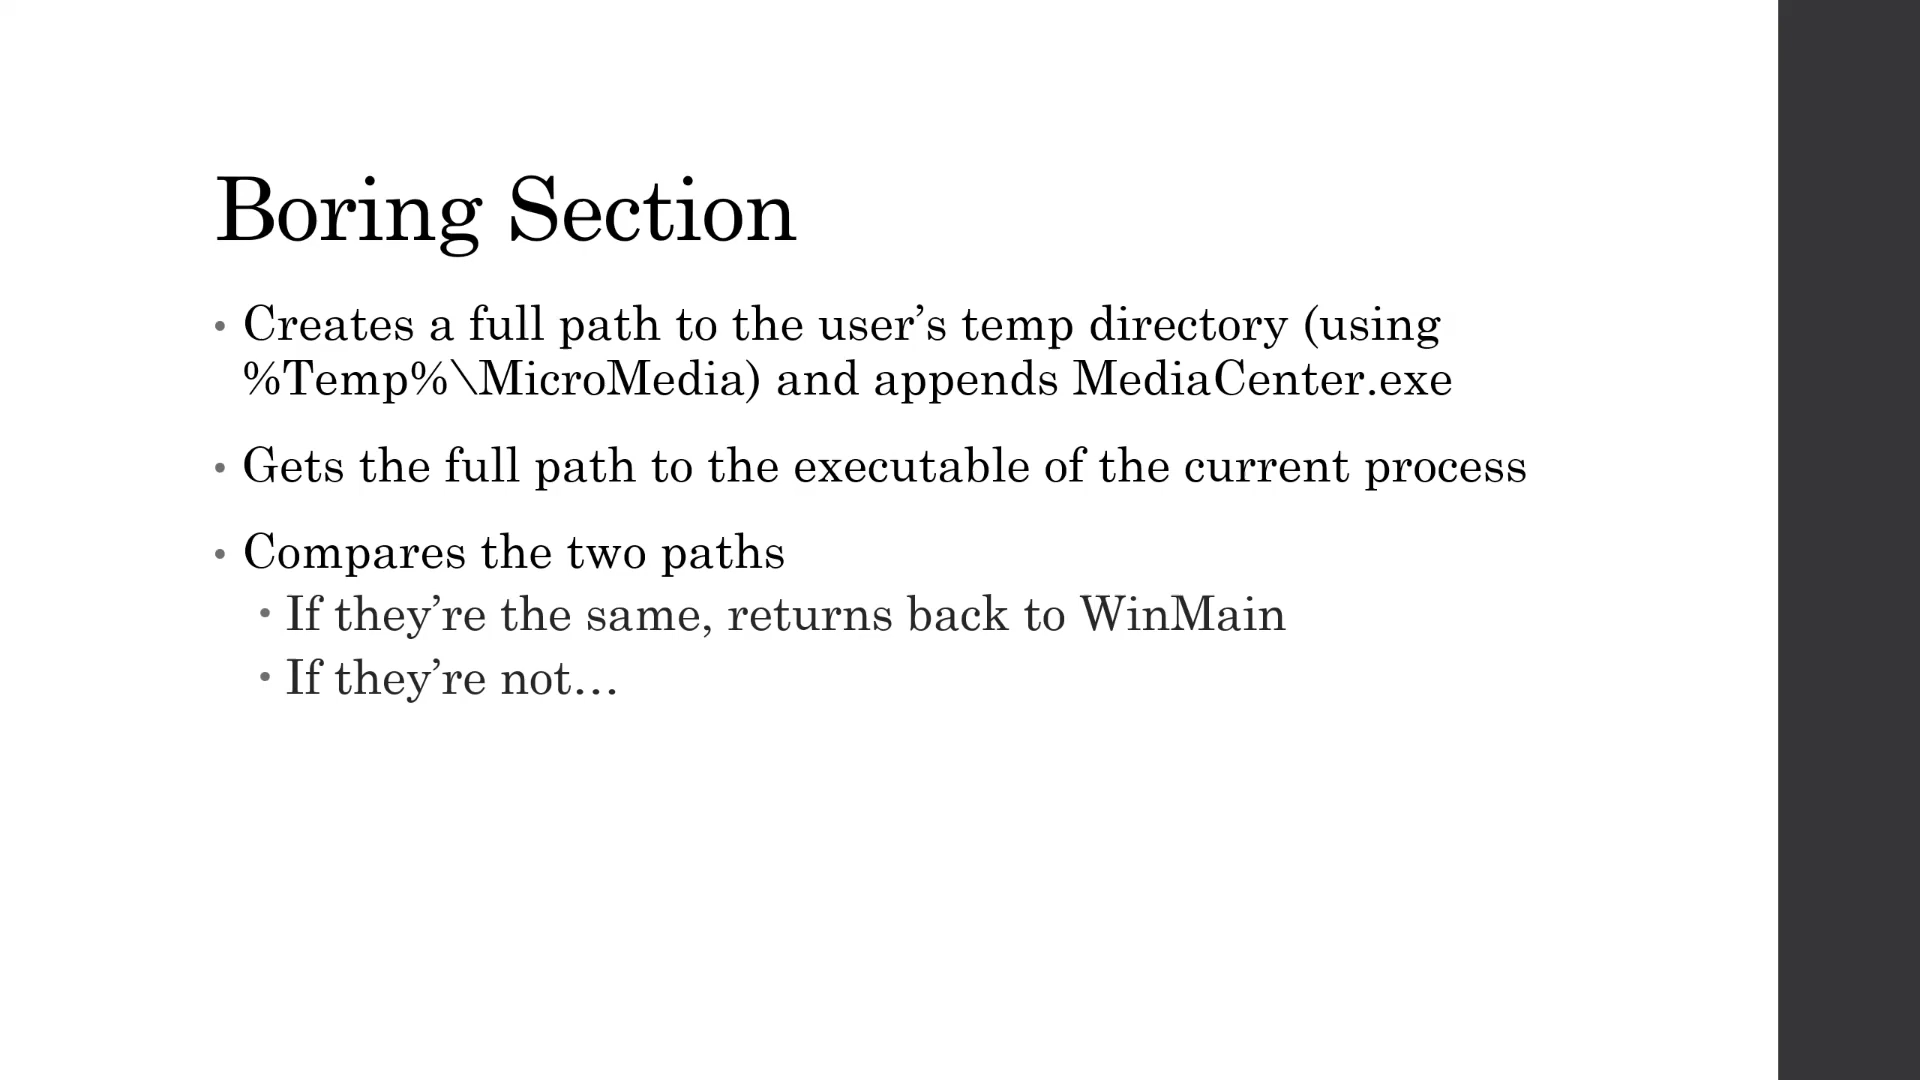 Boring Section
• Creates a full path to the user’s temp directory (using
%Temp%\MicroMedia) and appends MediaCenter.exe
• Gets the full path to the executable of the current process
• Compares the two paths
• If they’re the same, returns back to WinMain
• If they’re not…